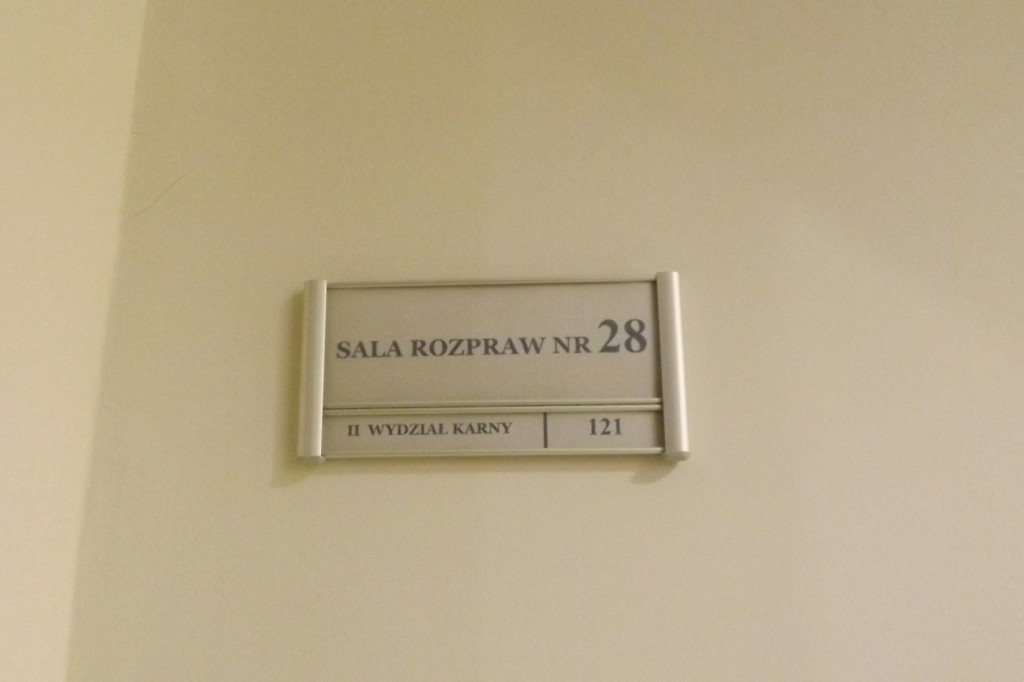 SALA ROZPRAW NR 28
II WYDZIAŁ KARNY 121